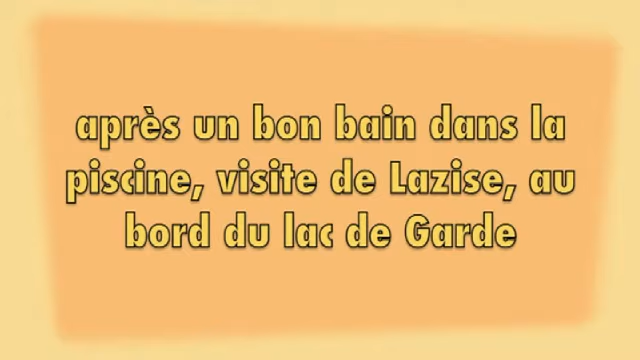 après un bon bain dans la
piscine, visite de Lazise, au
bord du lac de Garde